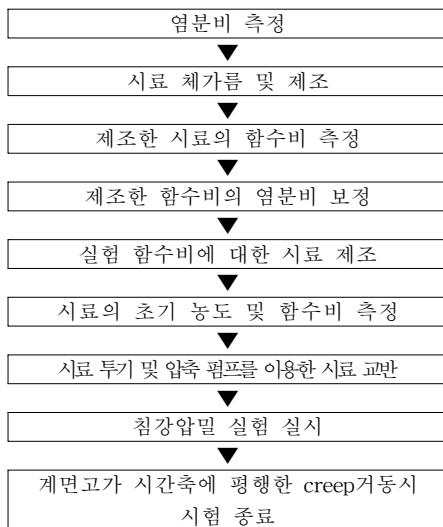 염분비 측정
시료 체가름 및 제조
제조한 시료의 함수비 측정
제조한 함수비의 염분비 보정
실험 함수비에 대한 시료 제조
시료의 초기 농도 및 함수비 측정
시료 투기 및 압축 펌프를 이용한 시료 교반
침강압밀 실험 실시
계면고가 시간축에 평행한 creep거동시
시험 종료